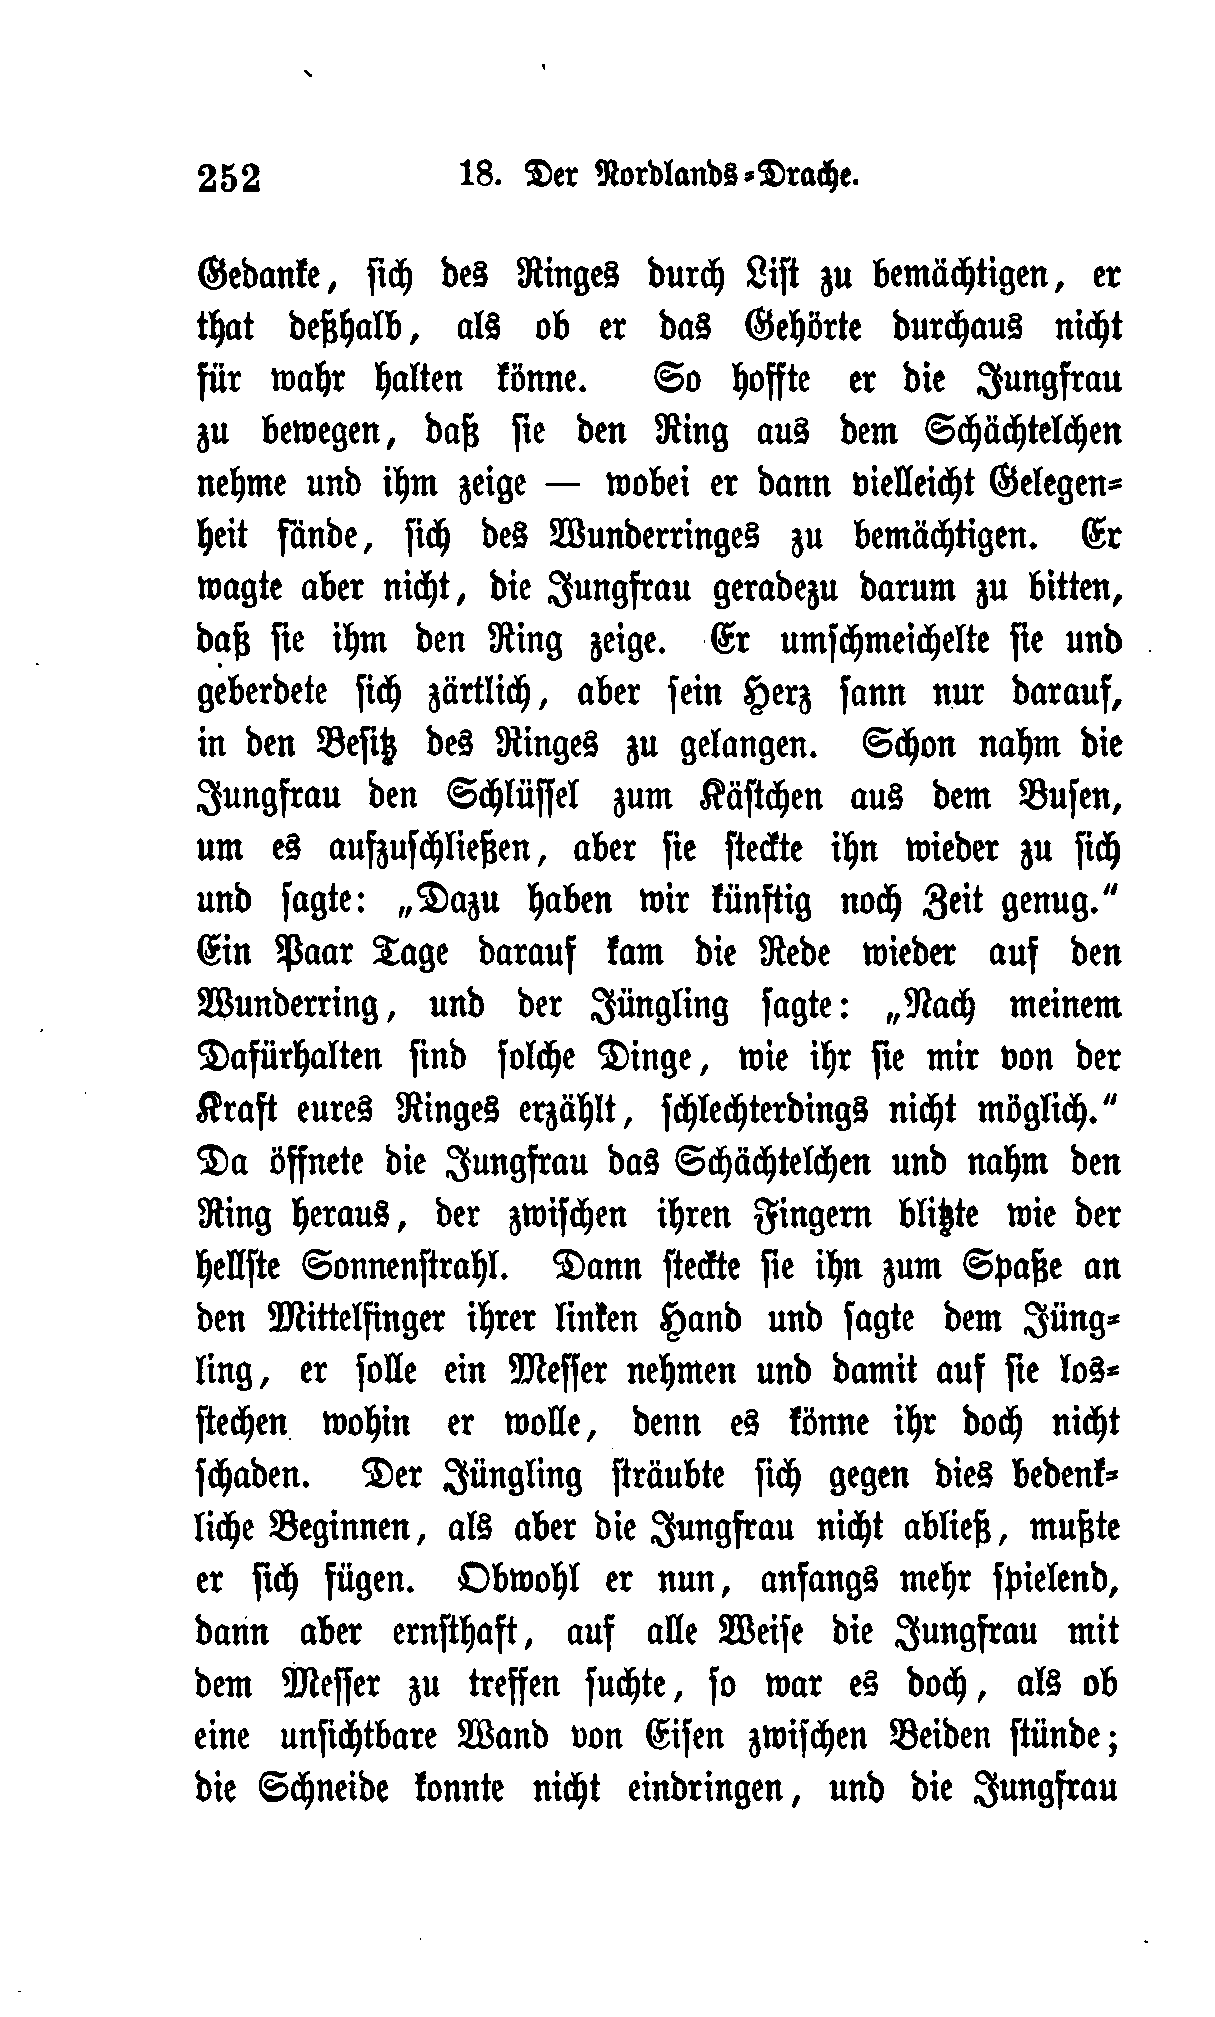 252 18. Der Nordlands-Drache.
Gedanke, sich des Ringes durch List zu bemächtigen, er
that deßhalb, als ob er das Gehörte durchaus nicht
für wahr halten könne. So hoffte er die Jungfrau
zu bewegen, daß sie den Ring aus dem Schächtelchen
nehme und ihm zeige — wobei er dann vielleicht Gelegen-
heit fände, sich des Wunderringes zu bemächtigen. Er
wagte aber nicht, die Jungfrau geradezu darum zu bitten,
daß sie ihm den Ring zeige. Er umschmeichelte sie und
geberdete sich zärtlich, aber sein Herz sann nur darauf,
in den Besitz des Ringes zu gelangen. Schon nahm die
Jungfrau den Schlüssel zum Kästchen aus dem Busen,
um es aufzuschließen, aber sie steckte ihn wieder zu sich
und sagte: „Dazu haben wir künftig noch Zeit genug."
Ein Paar Tage darauf kam die Rede wieder auf den
Wunderring, und der Jüngling sagte: „Nach meinem
Dafürhalten sind solche Dinge, wie ihr sie mir von der
Kraft eures Ringes erzählt, schlechterdings nicht möglich."
Da öffnete die Jungfrau das Schächtelchen und nahm den
Ring heraus, der zwischen ihren Fingern blitzte wie der
hellste Sonnenstrahl. Dann steckte sie ihn zum Spaße an
den Mittelfinger ihrer linken Hand und sagte dem Jüng-
ling, er solle ein Messer nehmen und damit auf sie los-
stechen wohin er wolle, denn es könne ihr doch nicht
schaden. Der Jüngling sträubte sich gegen dies bedenk-
liche Beginnen, als aber die Jungfrau nicht abließ, mußte
er sich fügen. Obwohl er nun, anfangs mehr spielend,
dann aber ernsthaft, auf alle Weise die Jungfrau mit
dem Messer zu treffen suchte, so war es doch, als ob
eine unsichtbare Wand von Eisen zwischen Beiden stünde;
die Schneide konnte nicht eindringen, und die Jungfrau